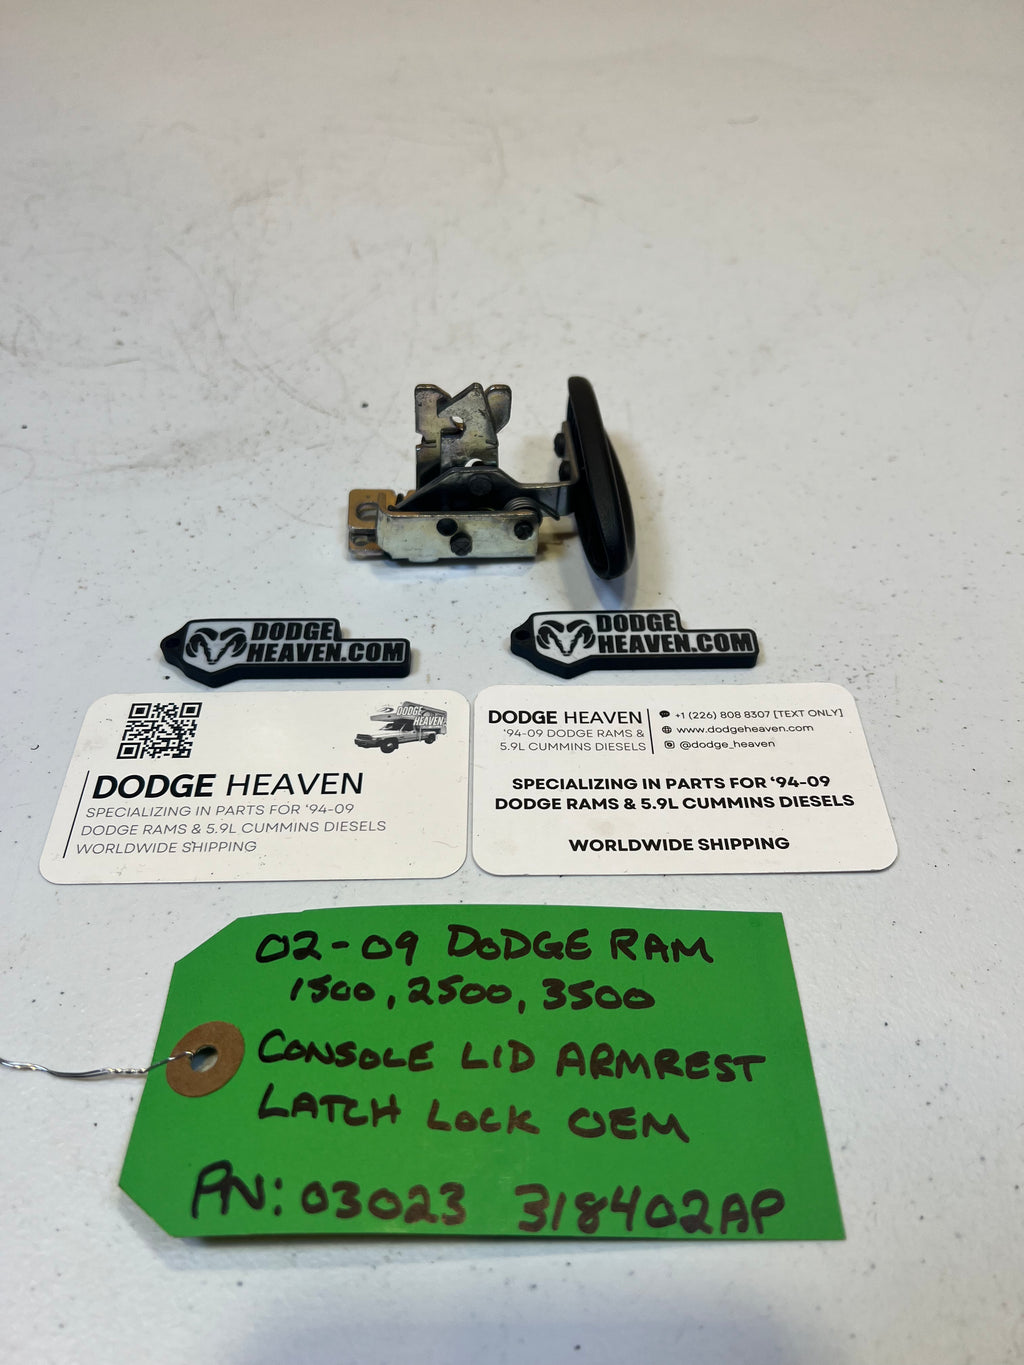 DODGE
HEAVEN.COM
DODGE
HEAVEN.COM
DODGE
HEAVEN
DODGE HEAVEN
SPECIALIZING IN PARTS FOR '94-09
DODGE RAMS & 5.9L CUMMINS DIESELS
WORLDWIDE SHIPPING
DODGE HEAVEN
'94-09 DODGE RAMS &
5.9L CUMMINS DIESELS
+1 (226) 808 8307 [TEXT ONLY]
www.dodgeheaven.com
@dodge_heaven
SPECIALIZING IN PARTS FOR '94-09
DODGE RAMS & 5.9L CUMMINS DIESELS
WORLDWIDE SHIPPING
02-09 DODGE RAM
1500, 2500, 3500
CONSOLE LID ARMREST
LATCH LOCK OEM
PN: 03023 318402AP